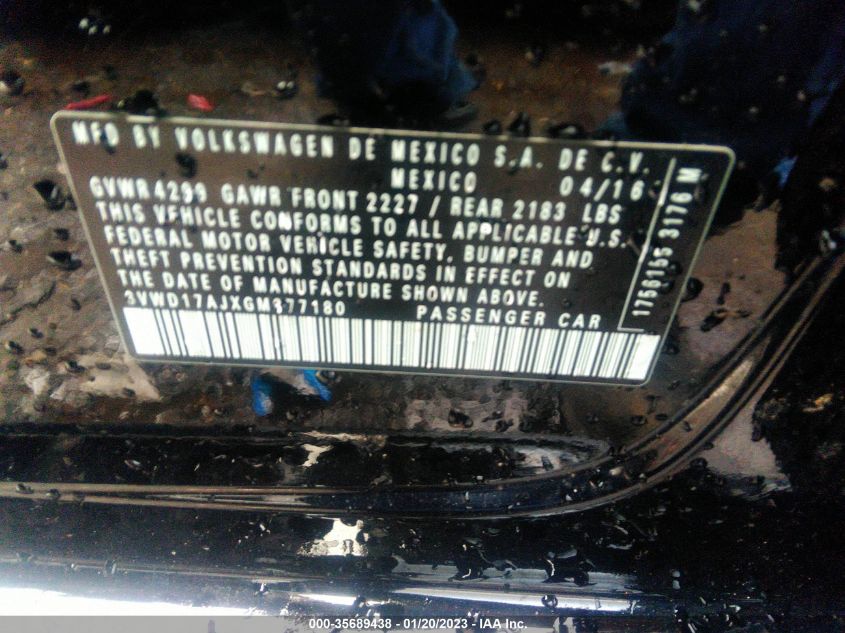 MFD BY VOLKSWAGEN DE MEXICO S.A. DE C.V.
MEXICO 04/16
GVWR 4299 GAWR FRONT 2227 / REAR 2183 LBS
THIS VEHICLE CONFORMS TO ALL APPLICABLE U.S.
FEDERAL MOTOR VEHICLE SAFETY, BUMPER AND
THEFT PREVENTION STANDARDS IN EFFECT ON
THE DATE OF MANUFACTURE SHOWN ABOVE.
3VWD17AJXGM377180 PASSENGER CAR
1756155 3176 M
000-35689438 - 01/20/2023 - IAA Inc.